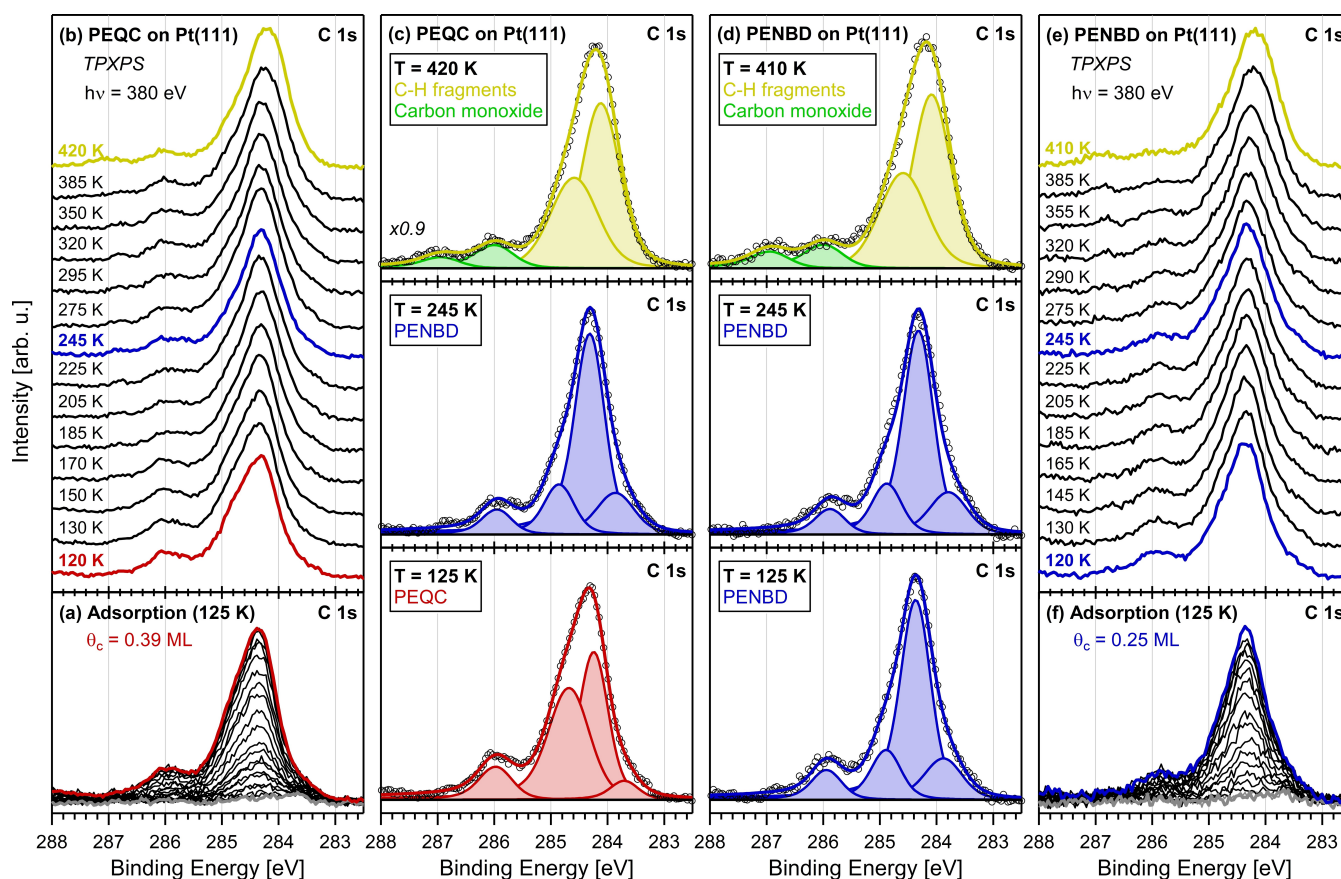 Intensity [arb. u.]
(b) PEQC on Pt(111)
C 1s
TPXPS
hν = 380 eV
420 K
385 K
350 K
320 K
295 K
275 K
245 K
225 K
205 K
185 K
170 K
150 K
130 K
120 K
(a) Adsorption (125 K)
C 1s
θc = 0.39 ML
288 287 286 285 284 283
Binding Energy [eV]
(c) PEQC on Pt(111)
C 1s
T = 420 K
C-H fragments
Carbon monoxide
x0.9
T = 245 K
PENBD
C 1s
T = 125 K
PEQC
C 1s
288 287 286 285 284 283
Binding Energy [eV]
(d) PENBD on Pt(111)
C 1s
T = 410 K
C-H fragments
Carbon monoxide
T = 245 K
PENBD
C 1s
T = 125 K
PENBD
C 1s
288 287 286 285 284 283
Binding Energy [eV]
(e) PENBD on Pt(111)
C 1s
TPXPS
hν = 380 eV
410 K
385 K
355 K
320 K
290 K
275 K
245 K
225 K
205 K
185 K
165 K
145 K
130 K
120 K
(f) Adsorption (125 K)
C 1s
θc = 0.25 ML
288 287 286 285 284 283
Binding Energy [eV]